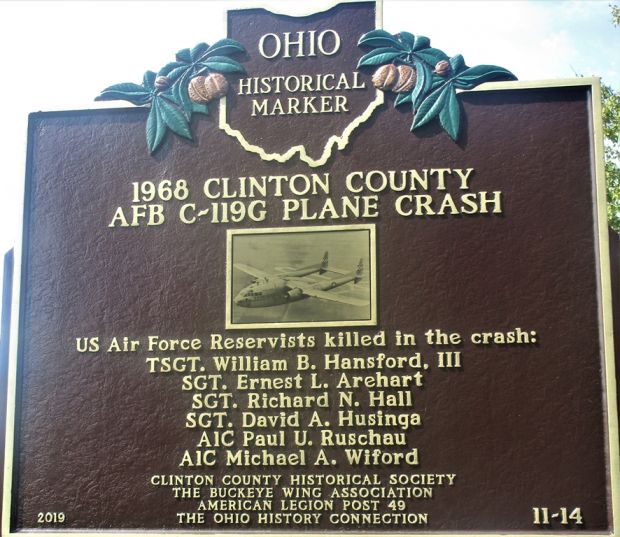 OHIO
HISTORICAL
MARKER
1968 CLINTON COUNTY
AFB C-119G PLANE CRASH
US Air Force Reservists killed in the crash:
TSGT. William B. Hansford, III
SGT. Ernest L. Arehart
SGT. Richard N. Hall
SGT. David A. Husinga
A1C Paul U. Ruschau
A1C Michael A. Wiford
CLINTON COUNTY HISTORICAL SOCIETY
THE BUCKEYE WING ASSOCIATION
AMERICAN LEGION POST 49
THE OHIO HISTORY CONNECTION
2019
11-14